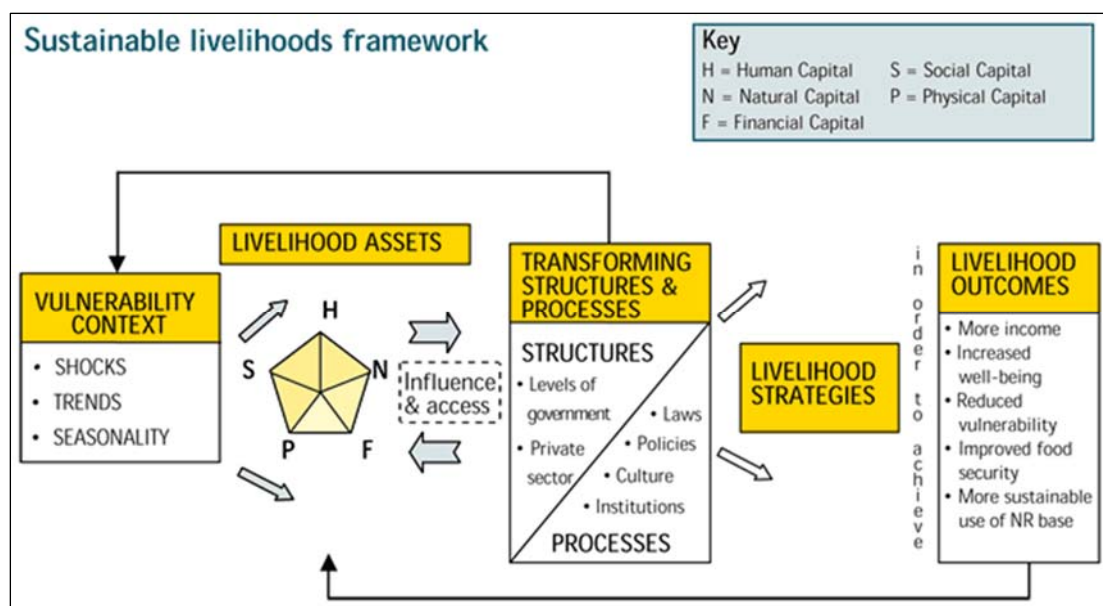 Sustainable livelihoods framework
Key
H = Human Capital
S = Social Capital
N = Natural Capital
P = Physical Capital
F = Financial Capital
LIVELIHOOD ASSETS
VULNERABILITY
CONTEXT
• SHOCKS
• TRENDS
• SEASONALITY
H
S
N
P
F
Influence
& access
TRANSFORMING
STRUCTURES &
PROCESSES
STRUCTURES
• Levels of
government
• Private
sector
• Laws
• Policies
• Culture
• Institutions
PROCESSES
LIVELIHOOD
STRATEGIES
in order to achieve
LIVELIHOOD
OUTCOMES
• More income
• Increased
well-being
• Reduced
vulnerability
• Improved food
security
• More sustainable
use of NR base